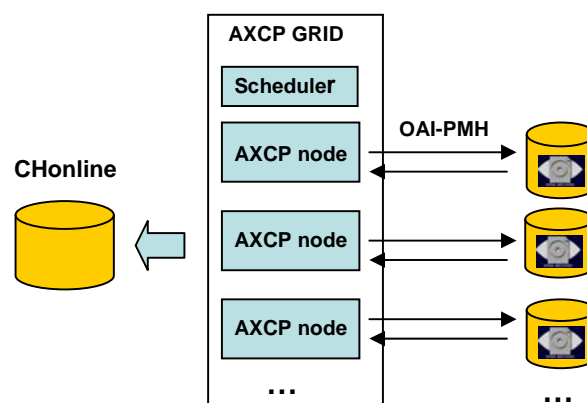 AXCP GRID
Scheduler
OAI-PMH
AXCP node
CHonline
AXCP node
AXCP node
...
...